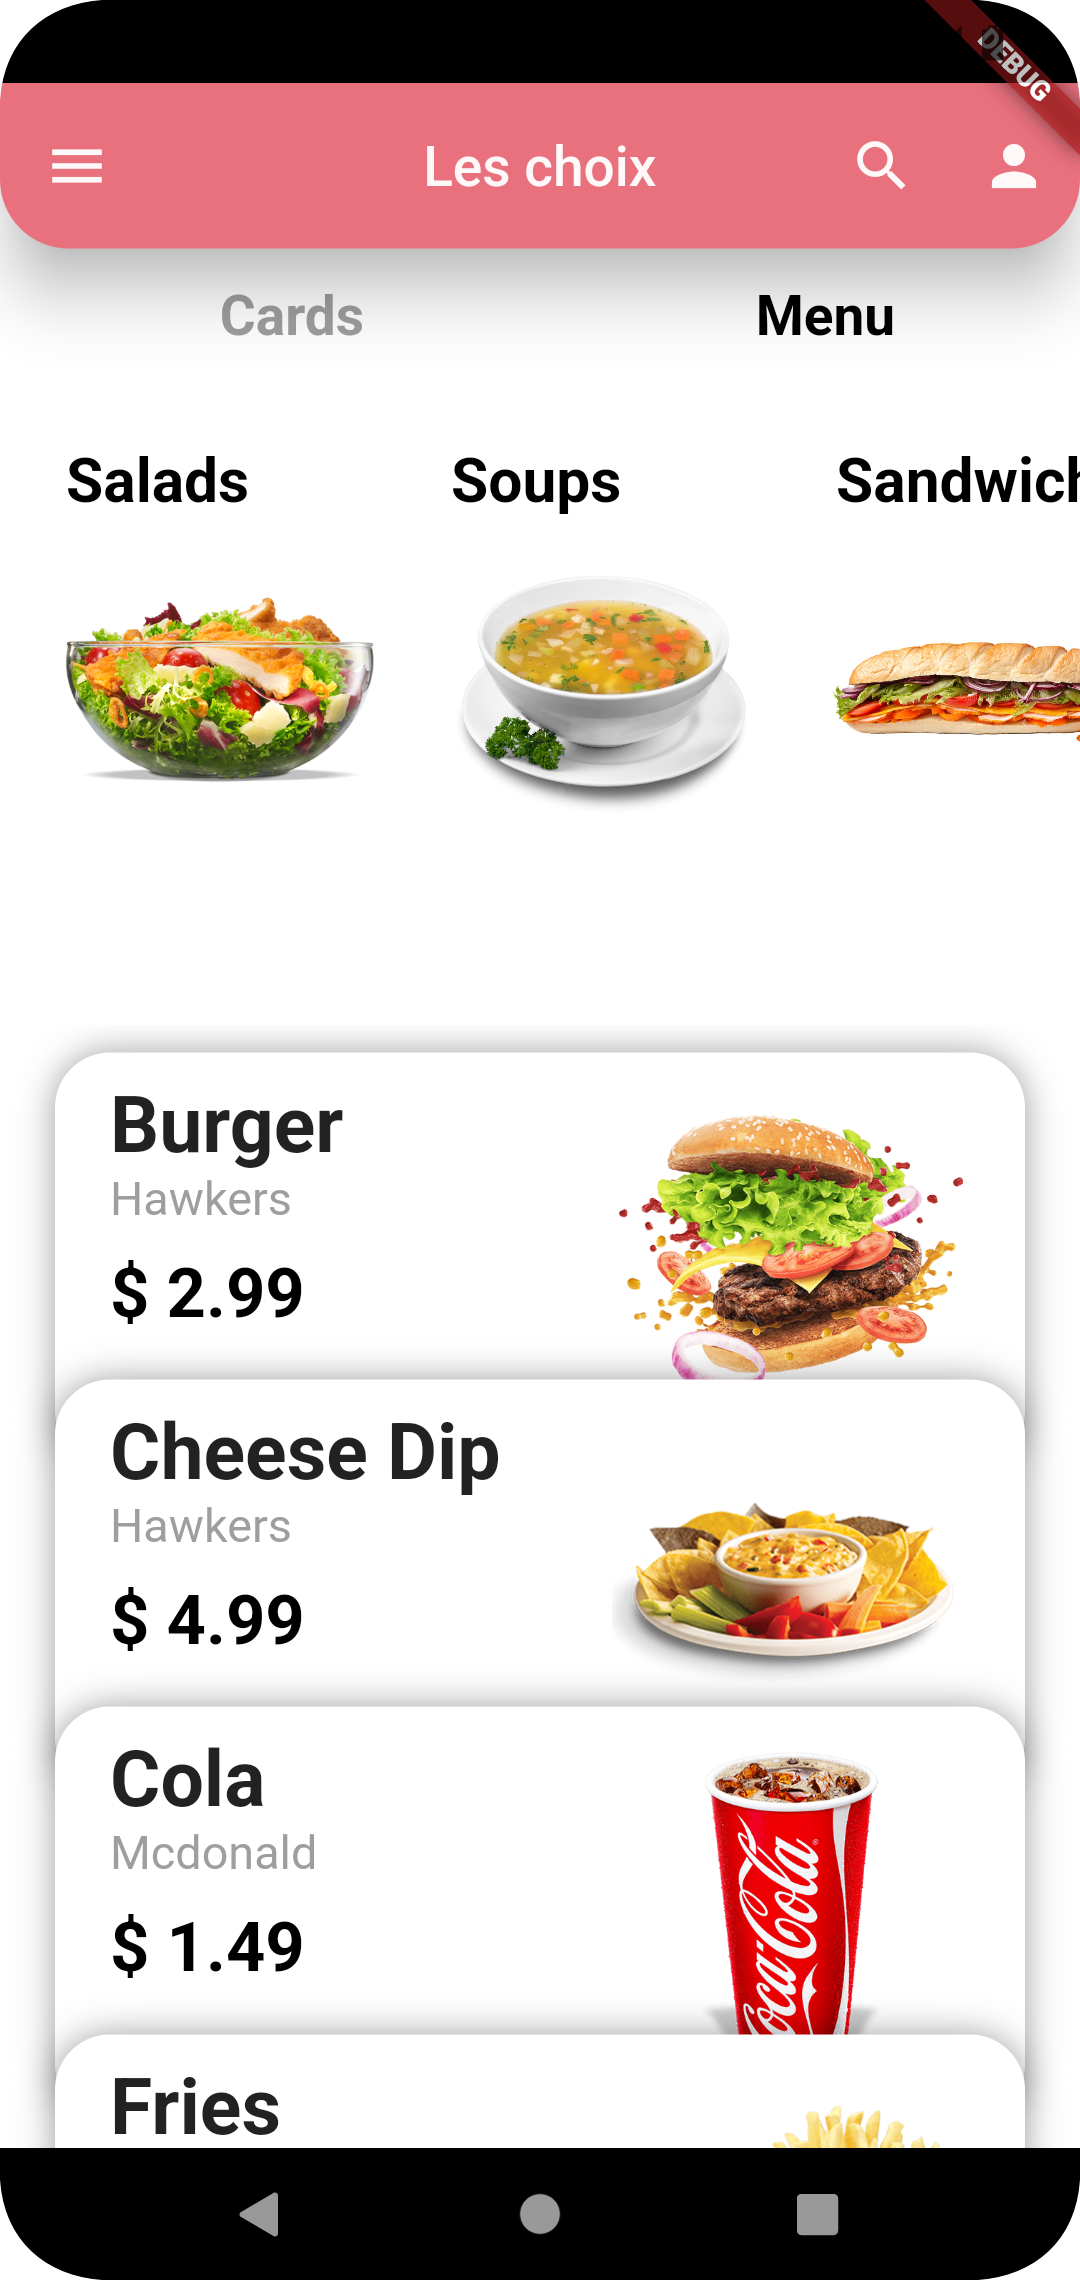 DEBUG
Les choix
Cards Menu
Salads Soups Sandwich
Burger
Hawkers
$ 2.99
Cheese Dip
Hawkers
$ 4.99
Cola
Mcdonald
$ 1.49
Coca-Cola
Fries